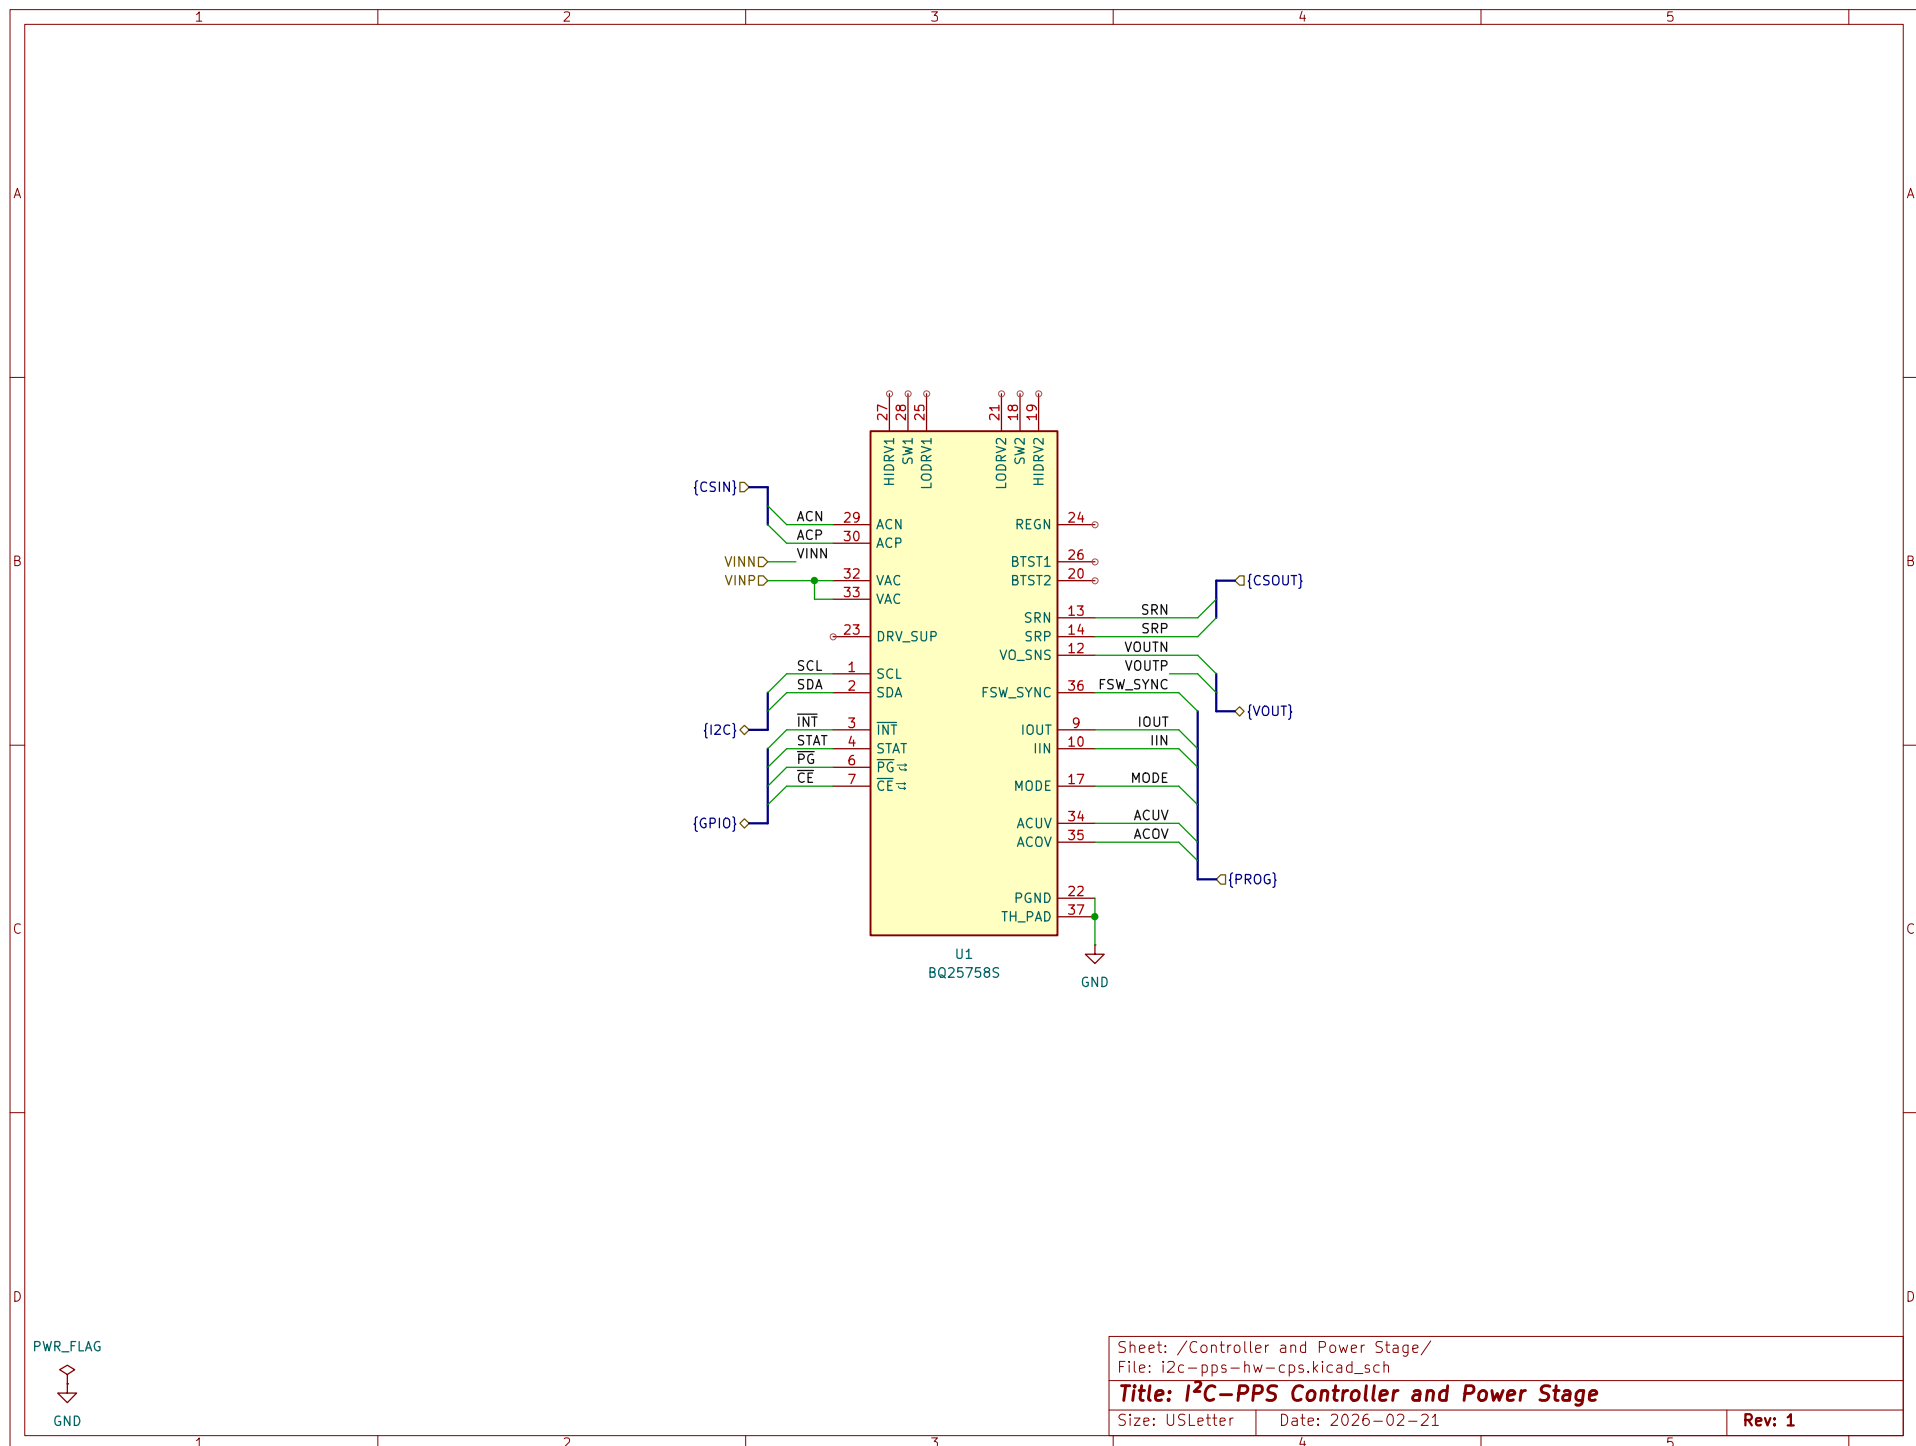 1 2 3 4 5
A A
27 28 25 21 18 19
HIDRV1 SW1 LODRV1 LODRV2 SW2 HIDRV2
{CSIN}
ACN 29 ACN REGN 24
ACP 30 ACP
VINN VINN BTST1 26
B B
VINP 32 VAC BTST2 20 {CSOUT}
33 VAC
SRN 13 SRN
23 DRV_SUP SRP 14 SRP
VO_SNS 12 VOUTN
SCL 1 SCL VOUTP
SDA 2 SDA FSW_SYNC 36 FSW_SYNC
{VOUT}
{I2C} INT 3 INT IOUT 9 IOUT
STAT 4 STAT IIN 10 IIN
PG 6 PG
CE 7 CE MODE 17 MODE
{GPIO} ACUV 34 ACUV
ACOV 35 ACOV
{PROG}
PGND 22
TH_PAD 37
C C
U1
BQ25758S
GND
D D
PWR_FLAG
GND
Sheet: /Controller and Power Stage/
File: i2c-pps-hw-cps.kicad_sch
Title: I²C-PPS Controller and Power Stage
Size: USLetter Date: 2026-02-21 Rev: 1
1 2 3 4 5